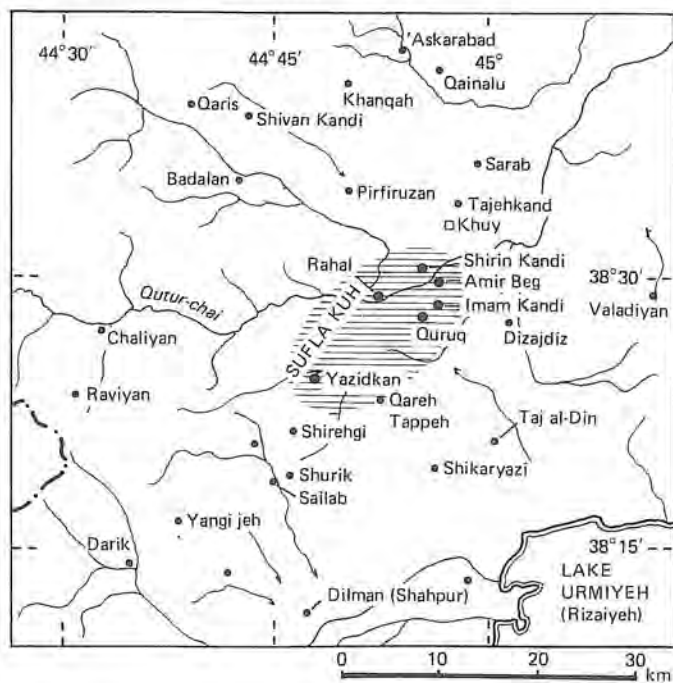 44°30'
44°45'
45°
'Askarabad
Qainalu
Khanqah
Qaris
Shivan Kandi
Sarab
Badalan
Pirfiruzan
Tajehkand
Khuy
Rahal
Shirin Kandi
38°30'
Amir Beg
Qutur-chai
SUFLA KUH
Imam Kandi
Valadiyan
Chaliyan
Quruq
Dizajdiz
Yazidkan
Raviyan
Qareh
Tappeh
Shirehgi
Taj al-Din
Shurik
Shikaryazi
Sailab
Yangi jeh
38°15'
Darik
LAKE
URMIYEH
(Rizaiyeh)
Dilman (Shahpur)
0 10 20 30
km